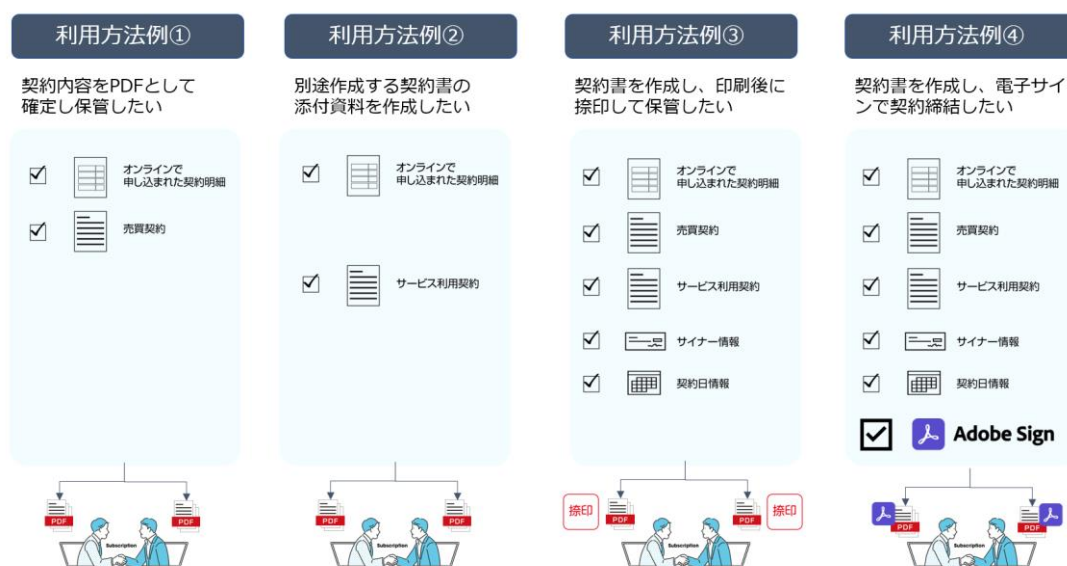 利用方法例①
契約内容をPDFとして
確定し保管したい
オンラインで
申し込まれた契約明細
売買契約
PDF
PDF
Subscription
利用方法例②
別途作成する契約書の
添付資料を作成したい
オンラインで
申し込まれた契約明細
サービス利用契約
PDF
PDF
Subscription
利用方法例③
契約書を作成し、印刷後に
捺印して保管したい
オンラインで
申し込まれた契約明細
売買契約
サービス利用契約
サイナー情報
契約日情報
捺印
PDF
PDF
捺印
Subscription
利用方法例④
契約書を作成し、電子サイ
ンで契約締結したい
オンラインで
申し込まれた契約明細
売買契約
サービス利用契約
サイナー情報
契約日情報
Adobe Sign
PDF
PDF
Subscription